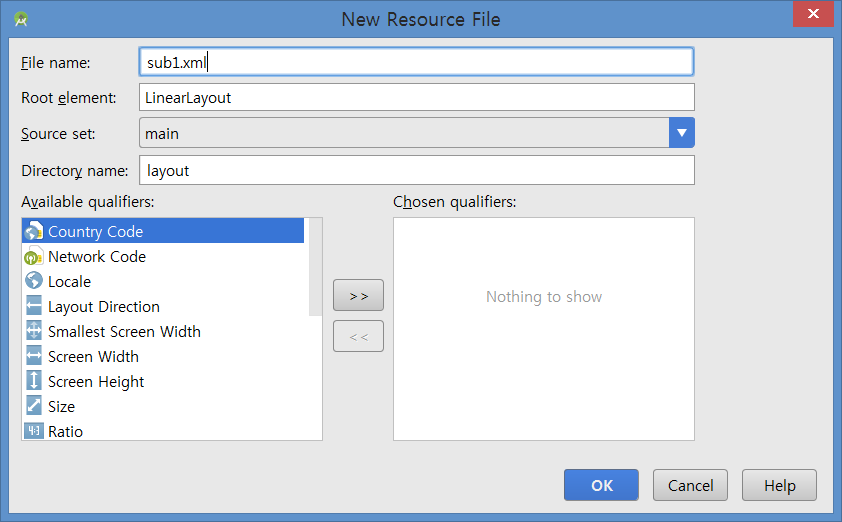 New Resource File
File name: sub1.xml
Root element: LinearLayout
Source set: main
Directory name: layout
Available qualifiers: Chosen qualifiers:
Country Code
Network Code
Locale
Layout Direction
Smallest Screen Width
Screen Width
Screen Height
Size
4:3 Ratio
>>
<<
Nothing to show
OK Cancel Help